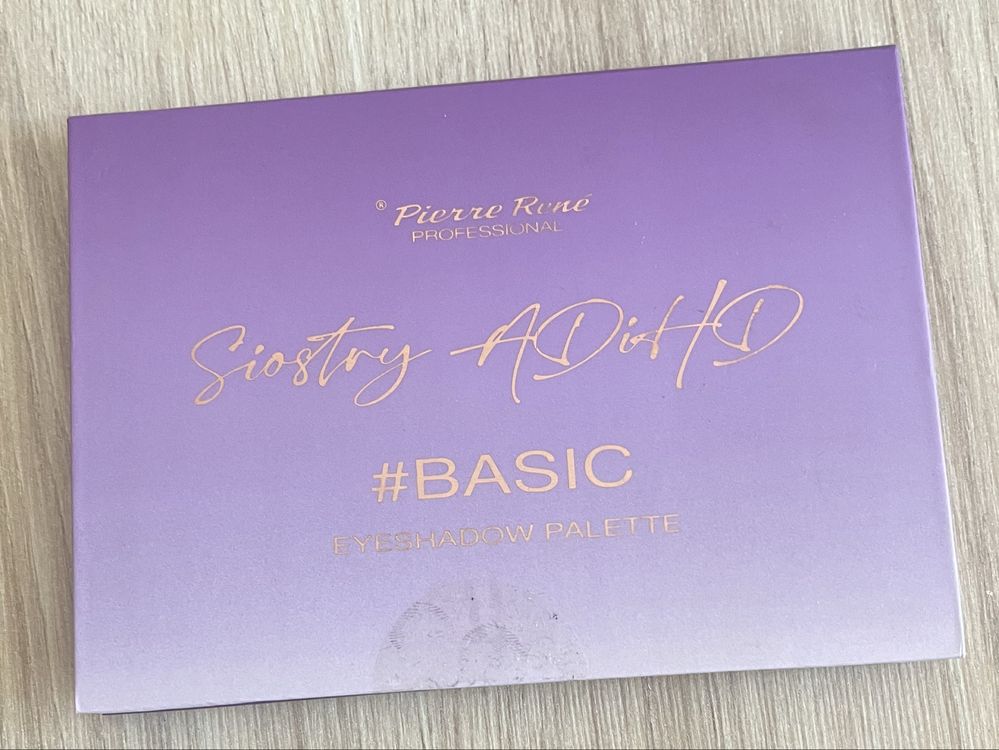 ® Pierre René
PROFESSIONAL
Siostry ADiHD
#BASIC
EYESHADOW PALETTE